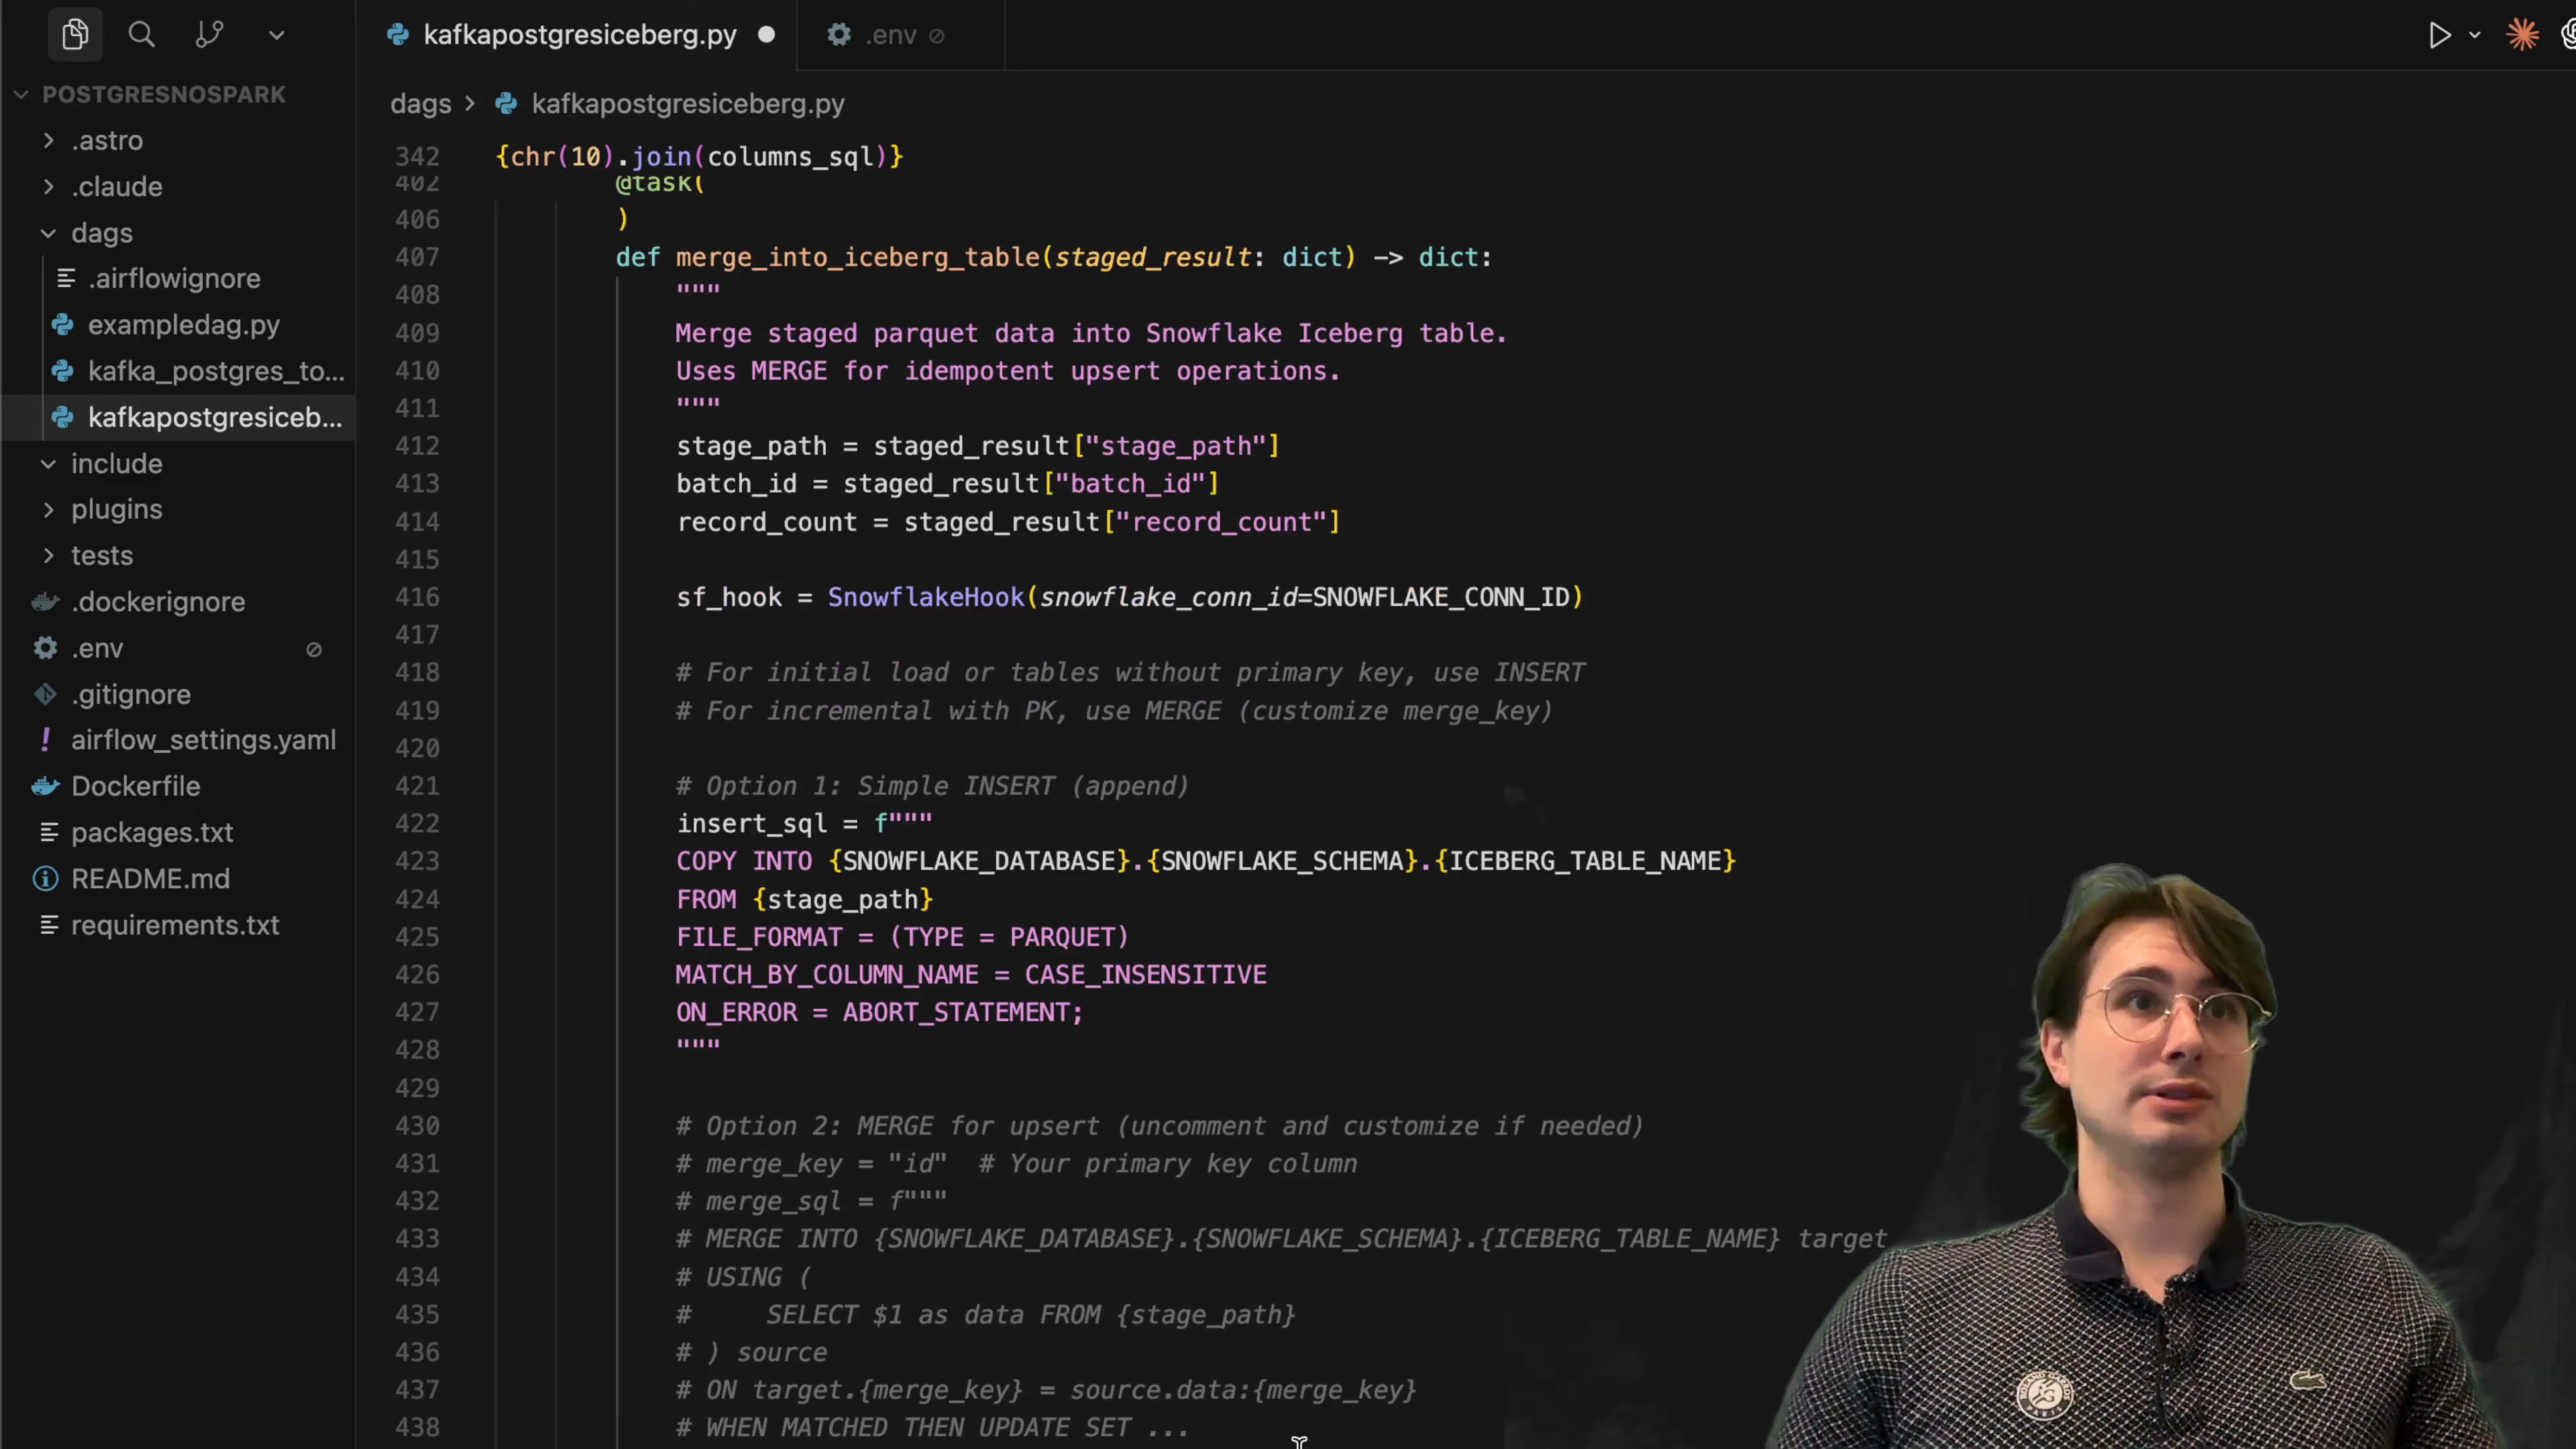 kafkapostgresiceberg.py
.env
POSTGRESNOSPARK
.astro
.claude
dags
.airflowignore
exampledag.py
kafka_postgres_to...
kafkapostgresiceb...
include
plugins
tests
.dockerignore
.env
.gitignore
airflow_settings.yaml
Dockerfile
packages.txt
README.md
requirements.txt
dags > kafkapostgresiceberg.py
342 {chr(10).join(columns_sql)}
402 @task(
406 )
407 def merge_into_iceberg_table(staged_result: dict) -> dict:
408 """
409 Merge staged parquet data into Snowflake Iceberg table.
410 Uses MERGE for idempotent upsert operations.
411 """
412 stage_path = staged_result["stage_path"]
413 batch_id = staged_result["batch_id"]
414 record_count = staged_result["record_count"]
415
416 sf_hook = SnowflakeHook(snowflake_conn_id=SNOWFLAKE_CONN_ID)
417
418 # For initial load or tables without primary key, use INSERT
419 # For incremental with PK, use MERGE (customize merge_key)
420
421 # Option 1: Simple INSERT (append)
422 insert_sql = f"""
423 COPY INTO {SNOWFLAKE_DATABASE}.{SNOWFLAKE_SCHEMA}.{ICEBERG_TABLE_NAME}
424 FROM {stage_path}
425 FILE_FORMAT = (TYPE = PARQUET)
426 MATCH_BY_COLUMN_NAME = CASE_INSENSITIVE
427 ON_ERROR = ABORT_STATEMENT;
428 """
429
430 # Option 2: MERGE for upsert (uncomment and customize if needed)
431 # merge_key = "id"  # Your primary key column
432 # merge_sql = f"""
433 # MERGE INTO {SNOWFLAKE_DATABASE}.{SNOWFLAKE_SCHEMA}.{ICEBERG_TABLE_NAME} target
434 # USING (
435 #     SELECT $1 as data FROM {stage_path}
436 # ) source
437 # ON target.{merge_key} = source.data:{merge_key}
438 # WHEN MATCHED THEN UPDATE SET ...